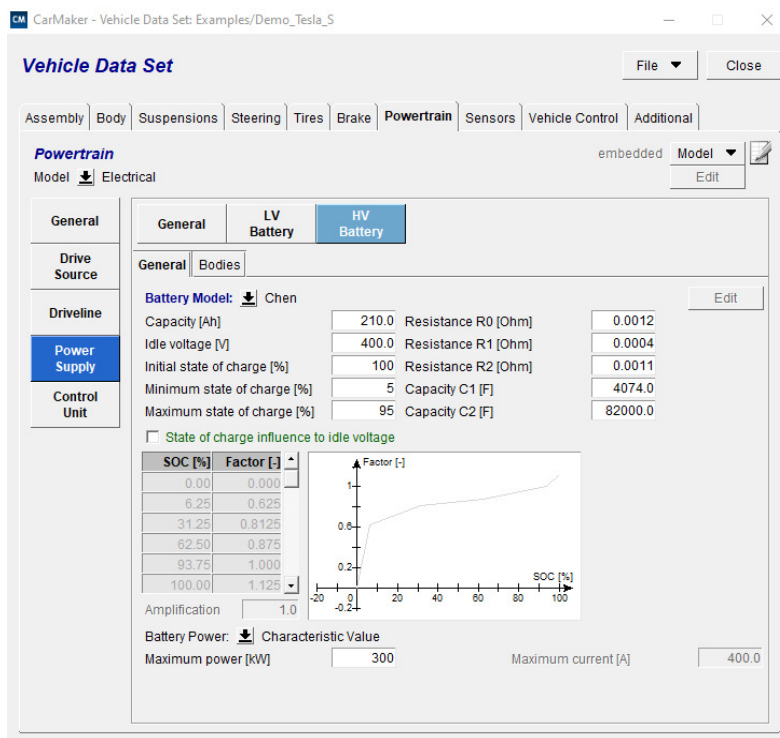 CM CarMaker - Vehicle Data Set: Examples/Demo_Tesla_S
Vehicle Data Set
File
Close
Assembly Body Suspensions Steering Tires Brake Powertrain Sensors Vehicle Control Additional
Powertrain
embedded Model
Model Electrical
Edit
General
Drive
Source
Driveline
Power
Supply
Control
Unit
General
LV
Battery
HV
Battery
General Bodies
Battery Model: Chen
Edit
Capacity [Ah] 210.0 Resistance R0 [Ohm] 0.0012
Idle voltage [V] 400.0 Resistance R1 [Ohm] 0.0004
Initial state of charge [%] 100 Resistance R2 [Ohm] 0.0011
Minimum state of charge [%] 5 Capacity C1 [F] 4074.0
Maximum state of charge [%] 95 Capacity C2 [F] 82000.0
State of charge influence to idle voltage
SOC [%] Factor [-]
0.00 0.000
6.25 0.625
31.25 0.8125
62.50 0.875
93.75 1.000
100.00 1.125
Amplification 1.0
Factor [-]
1
0.6
0.2
-0.2
SOC [%]
-20 0 20 40 60 80 100
Battery Power: Characteristic Value
Maximum power [kW] 300 Maximum current [A] 400.0